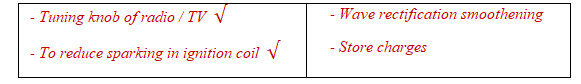 - Tuning knob of radio / TV √
- To reduce sparking in ignition coil √
- Wave rectification smoothening
- Store charges